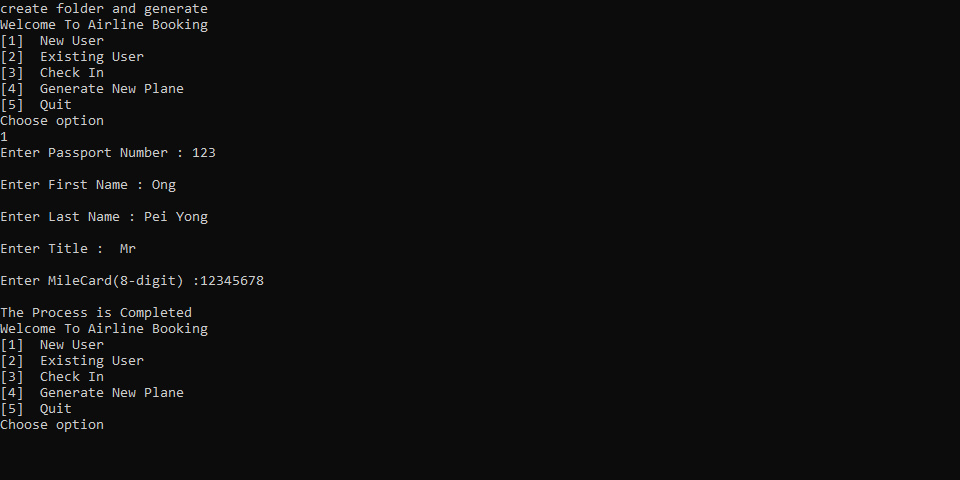 create folder and generate
Welcome To Airline Booking
[1]  New User
[2]  Existing User
[3]  Check In
[4]  Generate New Plane
[5]  Quit
Choose option
1
Enter Passport Number : 123
Enter First Name : Ong
Enter Last Name : Pei Yong
Enter Title :  Mr
Enter MileCard(8-digit) :12345678
The Process is Completed
Welcome To Airline Booking
[1]  New User
[2]  Existing User
[3]  Check In
[4]  Generate New Plane
[5]  Quit
Choose option